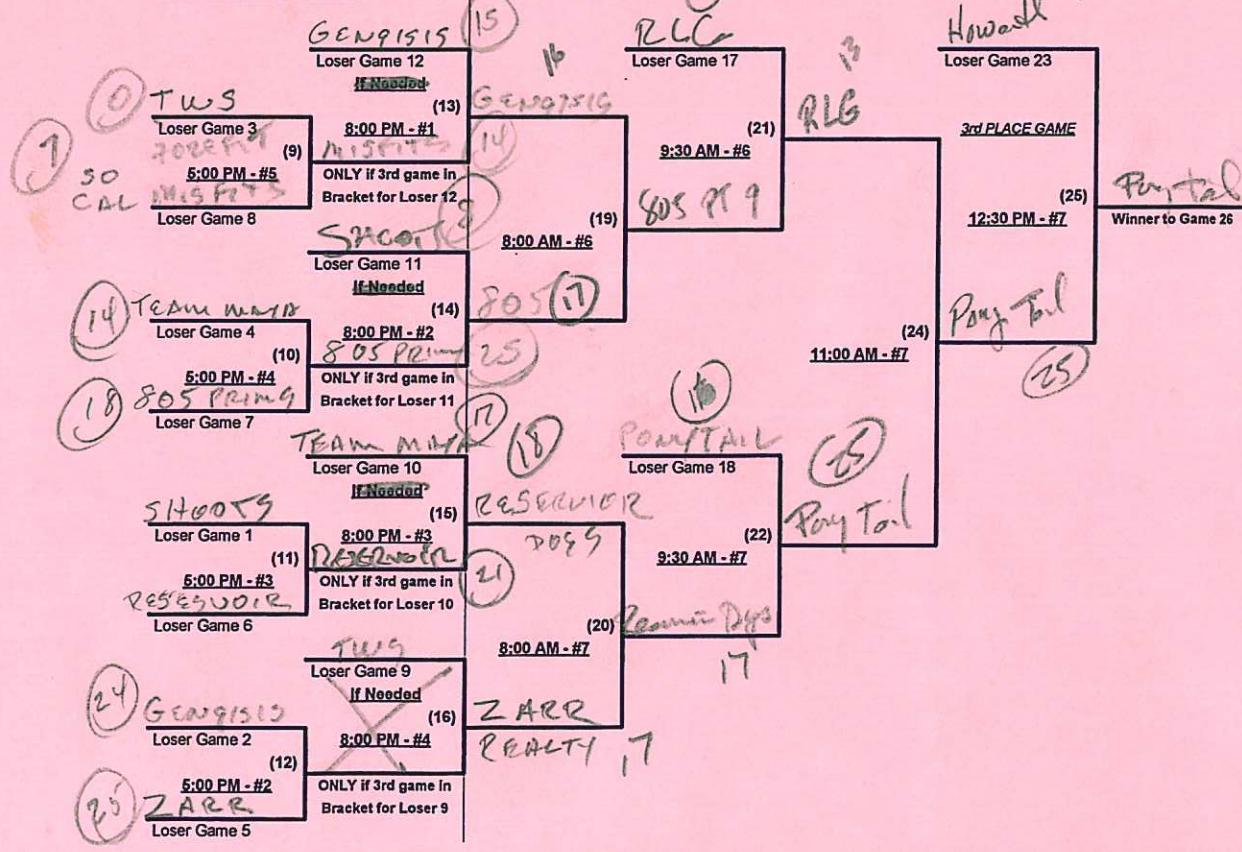 GENGISIS 15
Loser Game 12
If Needed
(13)
8:00 PM - #1
MISFITS 14
ONLY if 3rd game in
Bracket for Loser 12
0 TWS
Loser Game 3
FOREFIT
(9)
5:00 PM - #5
7 SO
CAL MISFITS
Loser Game 8
8
Loser Game 11
If Needed
(14)
8:00 PM - #2
805 PRIMG 25
ONLY if 3rd game in
Bracket for Loser 11
14 TEAM MAYA
Loser Game 4
(10)
5:00 PM - #4
18 805 PRIMG
Loser Game 7
TEAM MAYA 17
Loser Game 10
If Needed
(15)
8:00 PM - #3
RESERVOIR 21
ONLY if 3rd game in
Bracket for Loser 10
SHOOTS
Loser Game 1
(11)
5:00 PM - #3
RESESVOIR
Loser Game 6
TWS
Loser Game 9
If Needed
(16)
8:00 PM - #4
ONLY if 3rd game in
Bracket for Loser 9
24 GENGISIS
Loser Game 2
(12)
5:00 PM - #2
25 ZARR
Loser Game 5
16
GENGISIS
(19)
8:00 AM - #6
805 17
18
RESERVIOR
DOGS
(20)
8:00 AM - #7
ZARR
REALTY 17
RLG
Loser Game 17
(21)
9:30 AM - #6
805 PT 9
16
PONYTAIL
Loser Game 18
(22)
9:30 AM - #7
17
13
RLG
(24)
11:00 AM - #7
25
Pony Tail
Howard
Loser Game 23
3rd PLACE GAME
(25)
12:30 PM - #7
Pony Tail
25
Pony Tail
Winner to Game 26